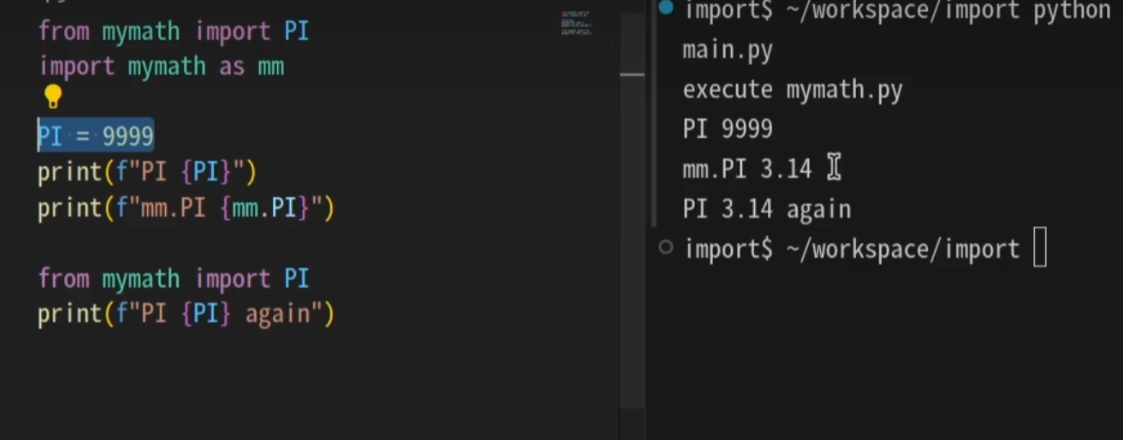 from mymath import PI
import mymath as mm
PI = 9999
print(f"PI {PI}")
print(f"mm.PI {mm.PI}")
from mymath import PI
print(f"PI {PI} again")
import$ ~/workspace/import python
main.py
execute mymath.py
PI 9999
mm.PI 3.14
PI 3.14 again
import$ ~/workspace/import